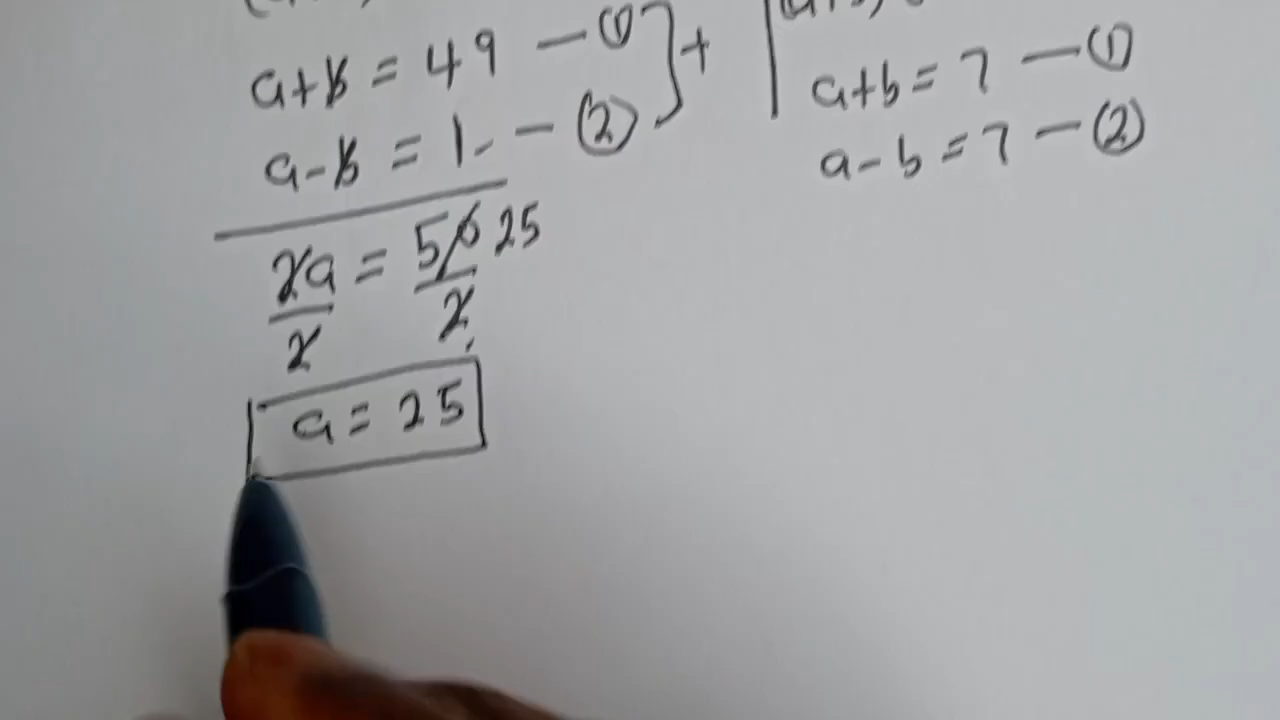 a+b = 49 — ① ] +
a-b = 1 - — ②
2a/2 = 50/2 25
a = 25
a+b = 7 — ①
a-b = 7 — ②